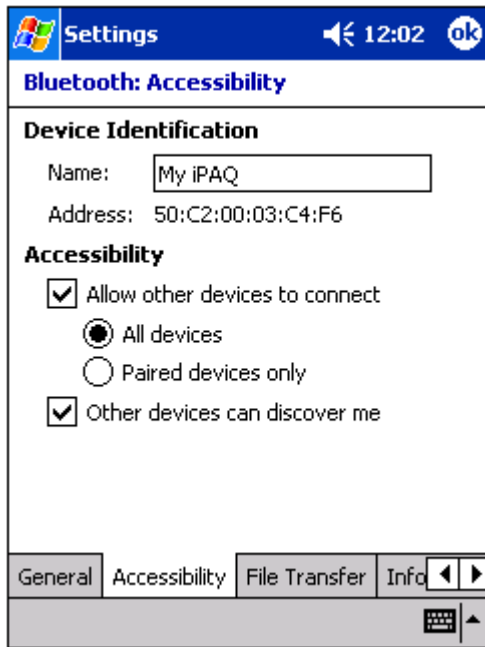 Settings 12:02 ok
Bluetooth: Accessibility
Device Identification
Name: My iPAQ
Address: 50:C2:00:03:C4:F6
Accessibility
Allow other devices to connect
All devices
Paired devices only
Other devices can discover me
General Accessibility File Transfer Info